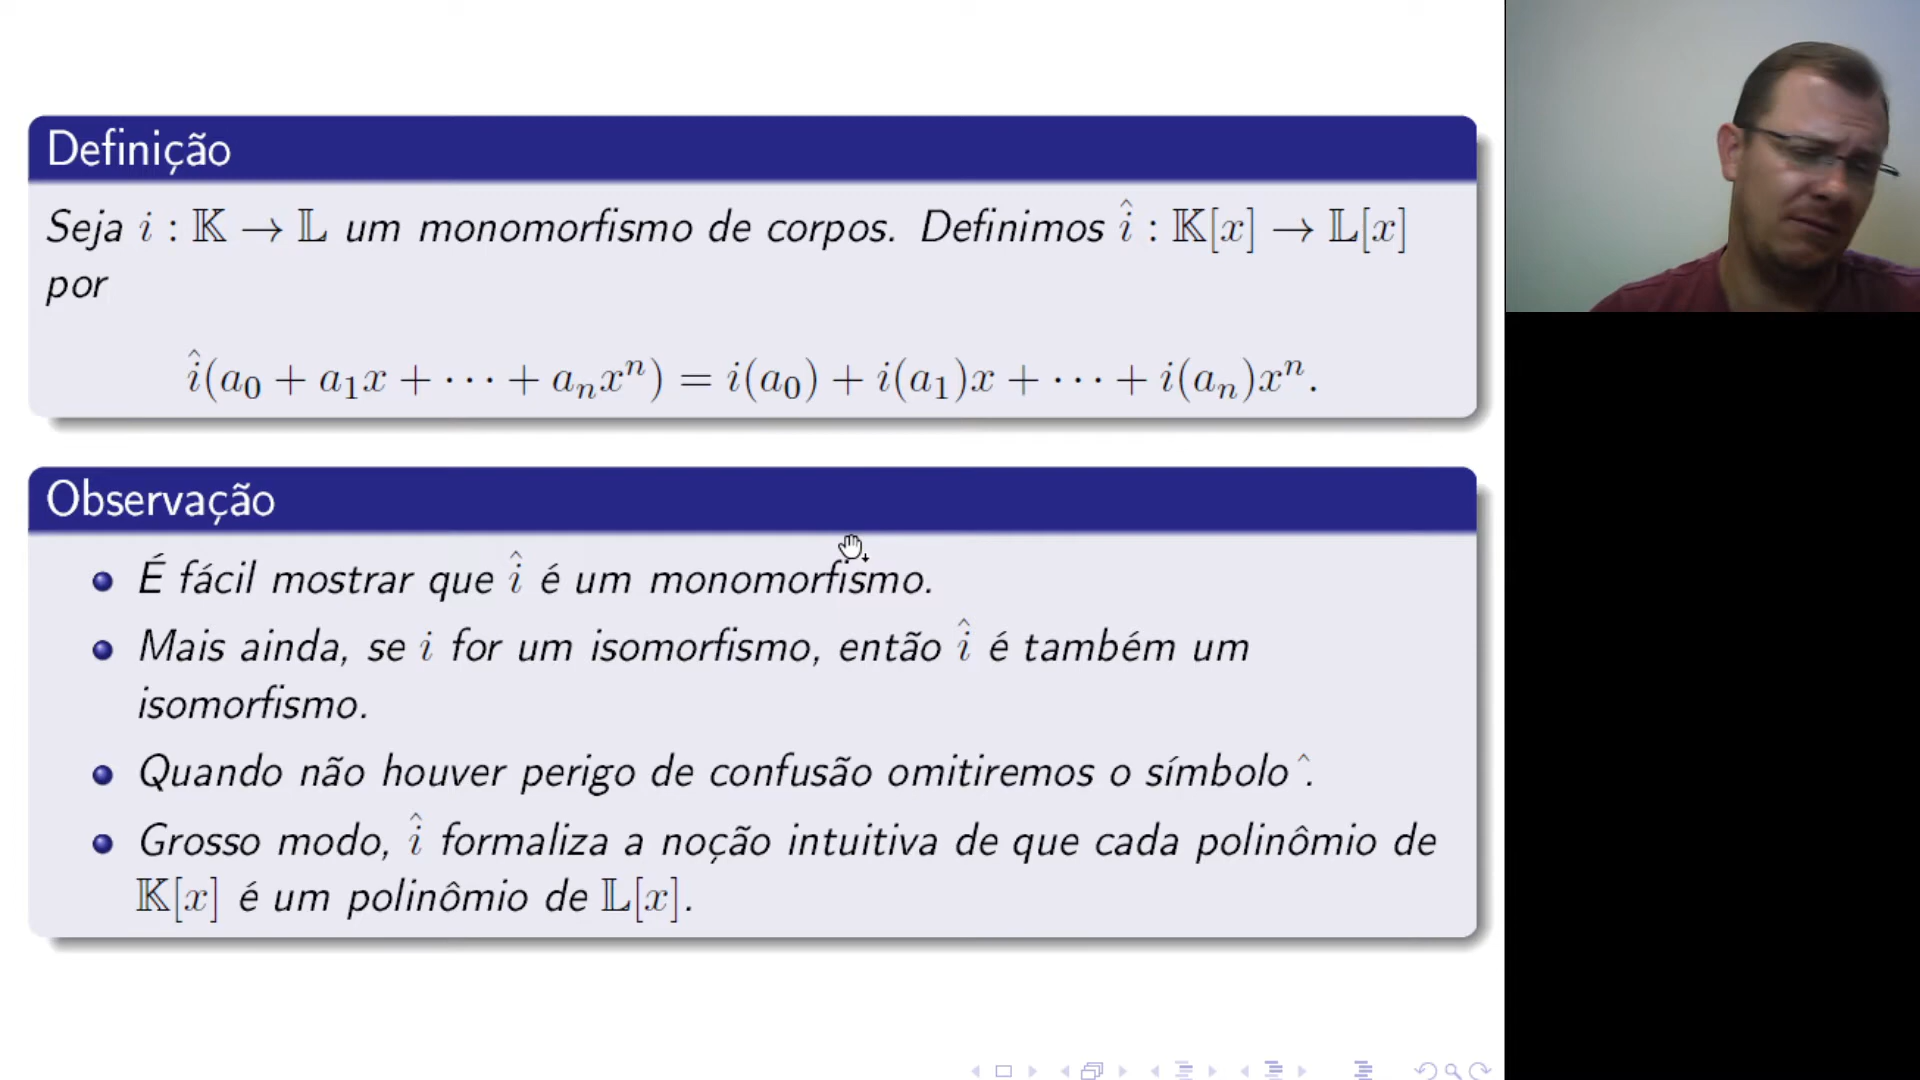 Definição
Seja i : 𝕂 → 𝕃 um monomorfismo de corpos. Definimos î : 𝕂[x] → 𝕃[x]
por
î(a₀ + a₁x + ··· + aₙxⁿ) = i(a₀) + i(a₁)x + ··· + i(aₙ)xⁿ.
Observação
É fácil mostrar que î é um monomorfismo.
Mais ainda, se i for um isomorfismo, então î é também um
isomorfismo.
Quando não houver perigo de confusão omitiremos o símbolo ^.
Grosso modo, î formaliza a noção intuitiva de que cada polinômio de
𝕂[x] é um polinômio de 𝕃[x].